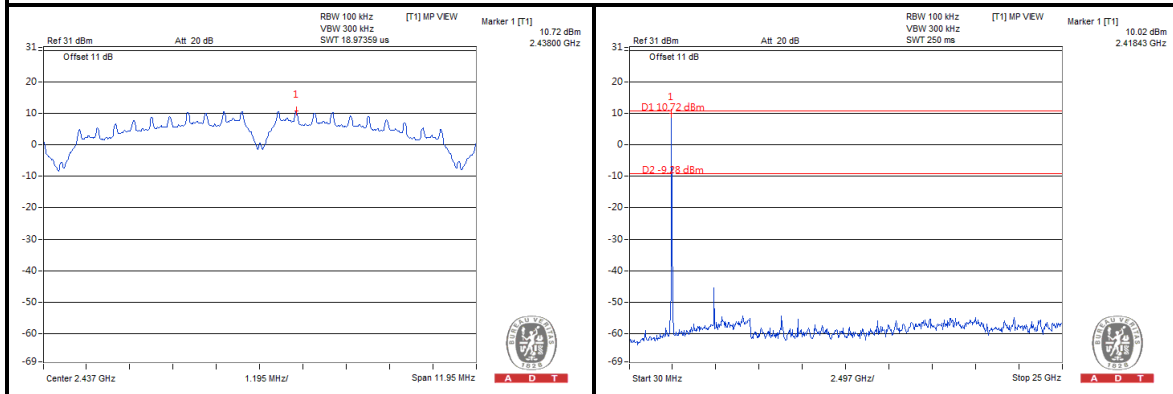 RBW 100 kHz [T1] MP VIEW Marker 1 [T1]
VBW 300 kHz 10.72 dBm
Ref 31 dBm Att 20 dB SWT 18.97359 us 2.43800 GHz
31
Offset 11 dB
20
1
10
0
-10
-20
-30
-40
-50
-60
-69
Center 2.437 GHz 1.195 MHz/ Span 11.95 MHz
BUREAU VERITAS
1828
A D T
RBW 100 kHz [T1] MP VIEW Marker 1 [T1]
VBW 300 kHz 10.02 dBm
Ref 31 dBm Att 20 dB SWT 250 ms 2.41843 GHz
31
Offset 11 dB
20
1
D1 10.72 dBm
10
0
D2 -9.28 dBm
-10
-20
-30
-40
-50
-60
-69
Start 30 MHz 2.497 GHz/ Stop 25 GHz
BUREAU VERITAS
1828
A D T